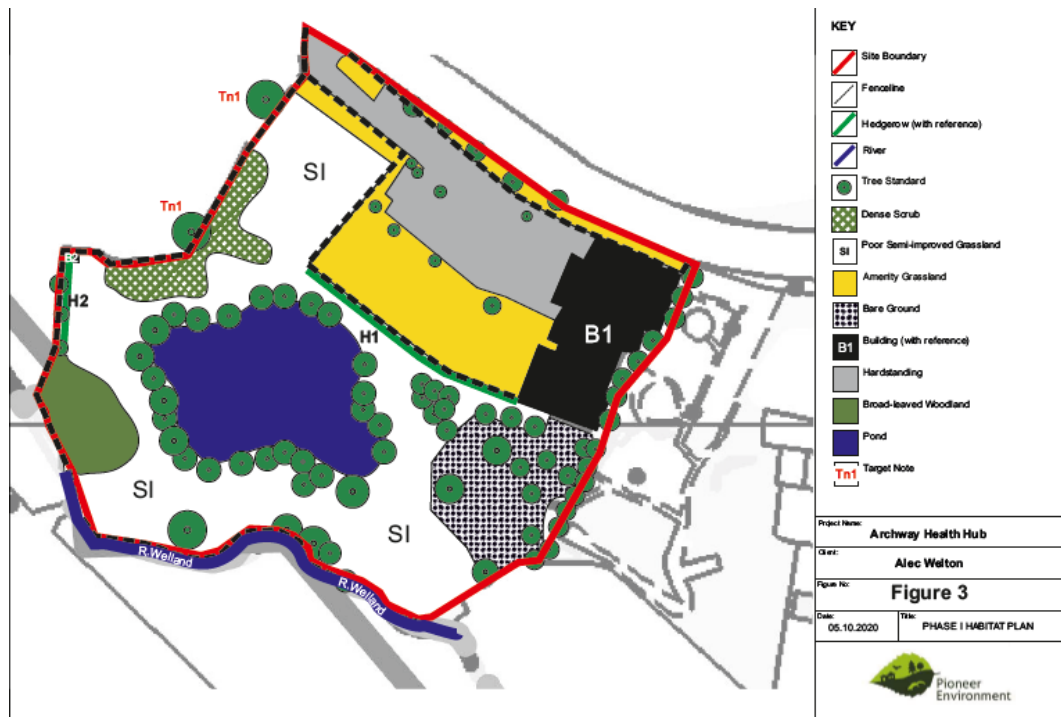 Tn1
SI
Tn1
B2
H2
H1
B1
SI
SI
R.Welland
R.Welland
KEY
Site Boundary
Fenceline
Hedgerow (with reference)
River
Tree Standard
Dense Scrub
SI Poor Semi-improved Grassland
Amenity Grassland
Bare Ground
B1 Building (with reference)
Hardstanding
Broad-leaved Woodland
Pond
Tn1 Target Note
Project Name:
Archway Health Hub
Client:
Alec Welton
Figure No:
Figure 3
Date:
05.10.2020
Title:
PHASE I HABITAT PLAN
Pioneer
Environment